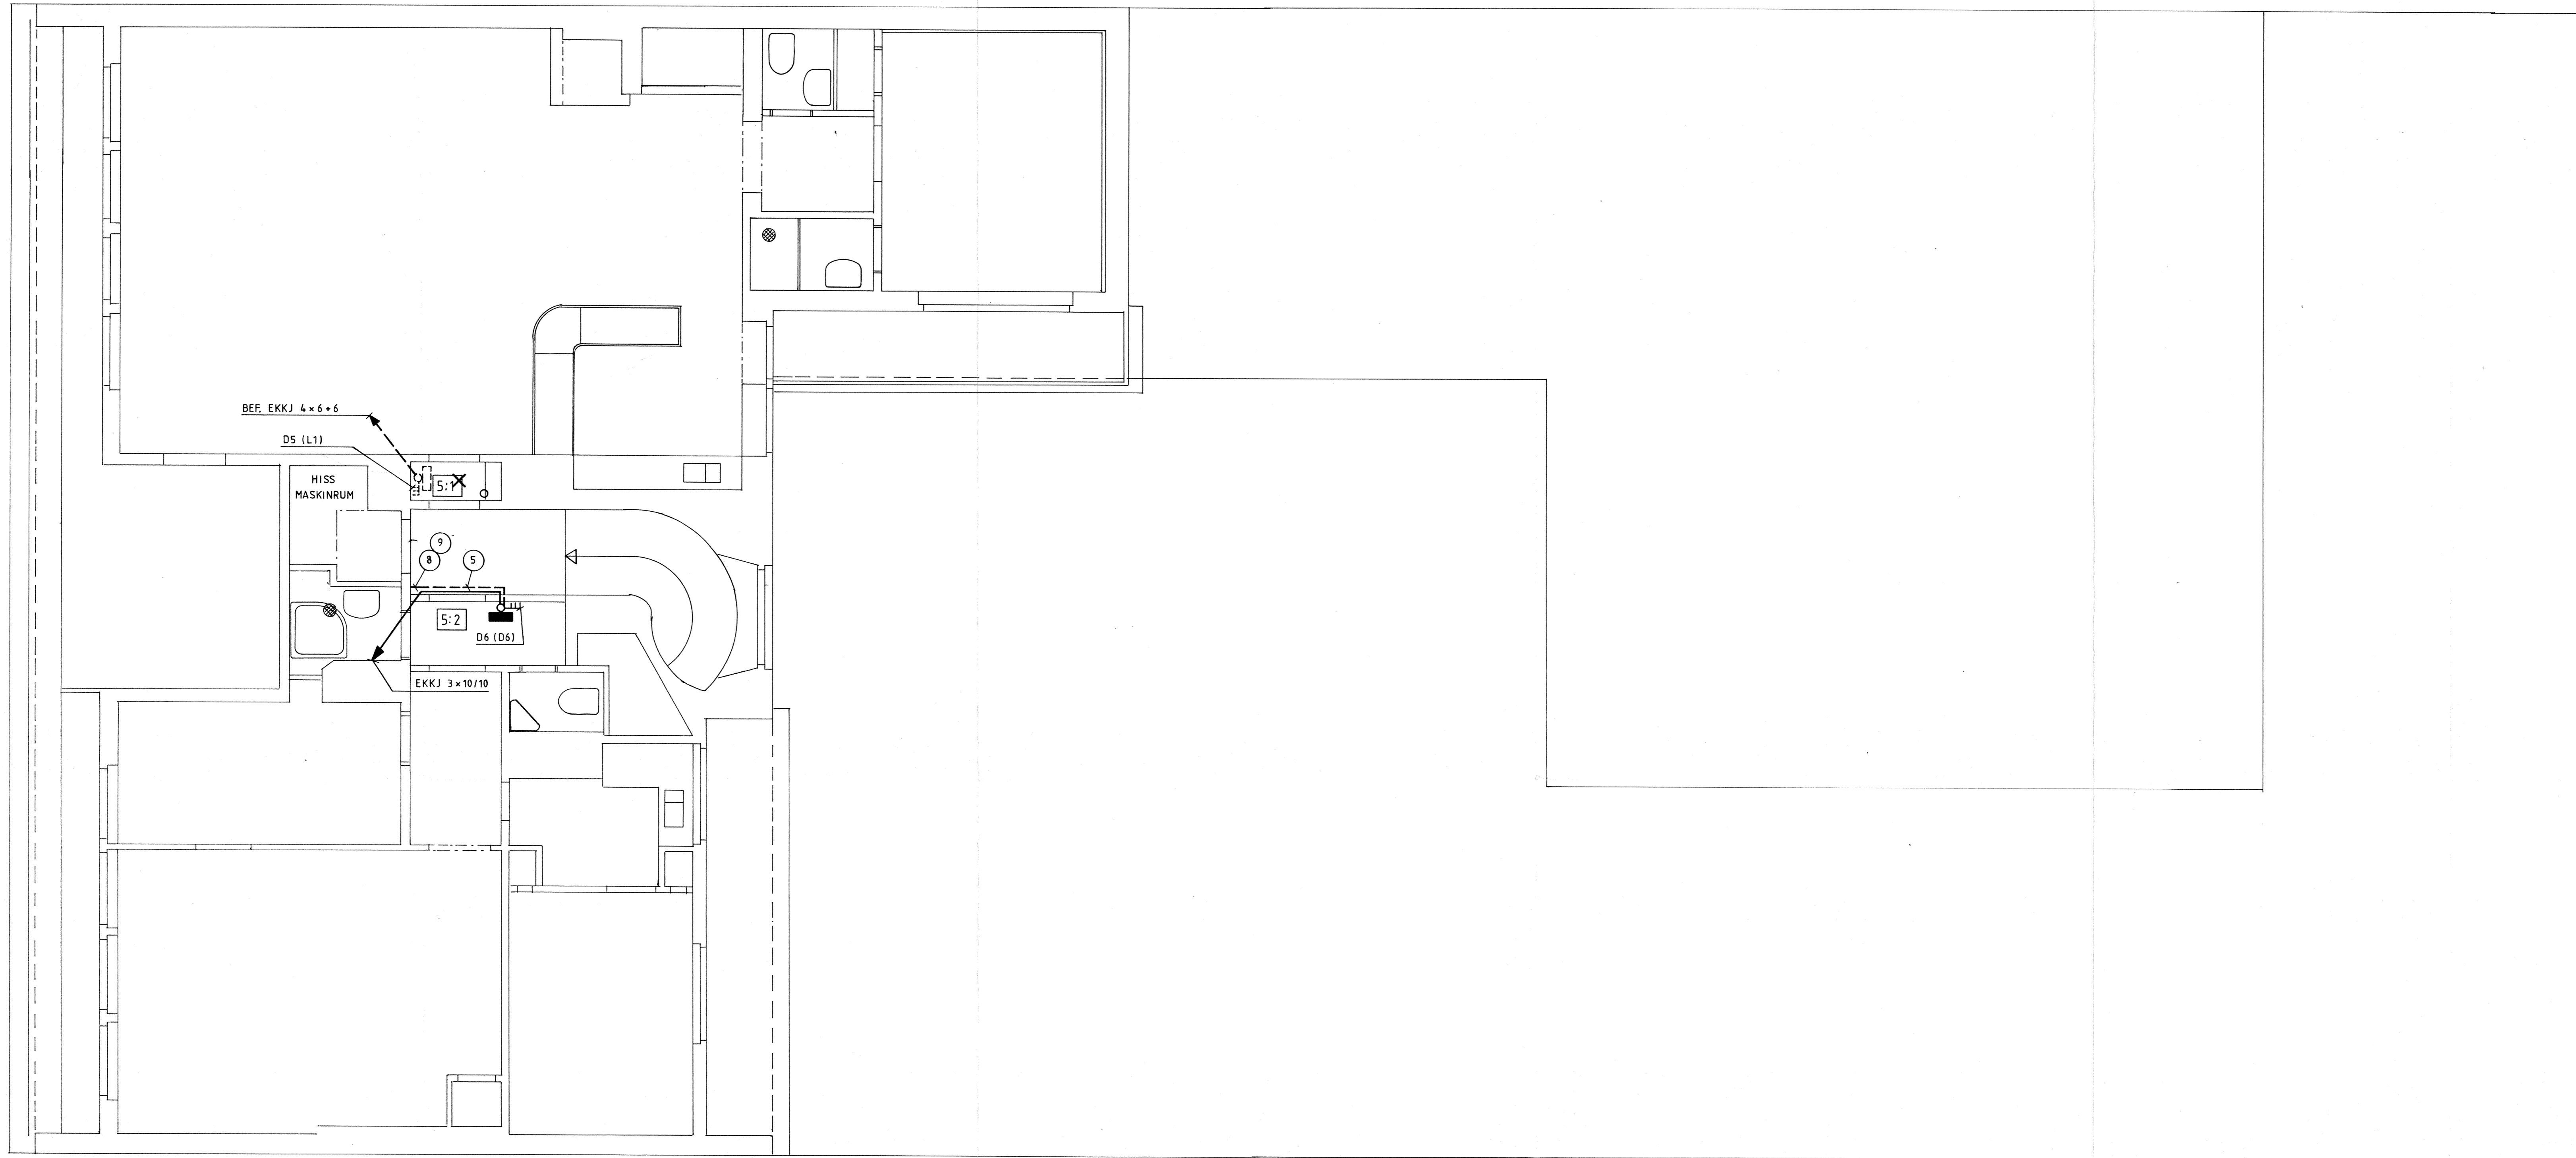 BEF. EKKJ 4×6+6
D5 (L1)
HISS
MASKINRUM
5:1
9
8
5
5:2
D6 (D6)
EKKJ 3×10/10